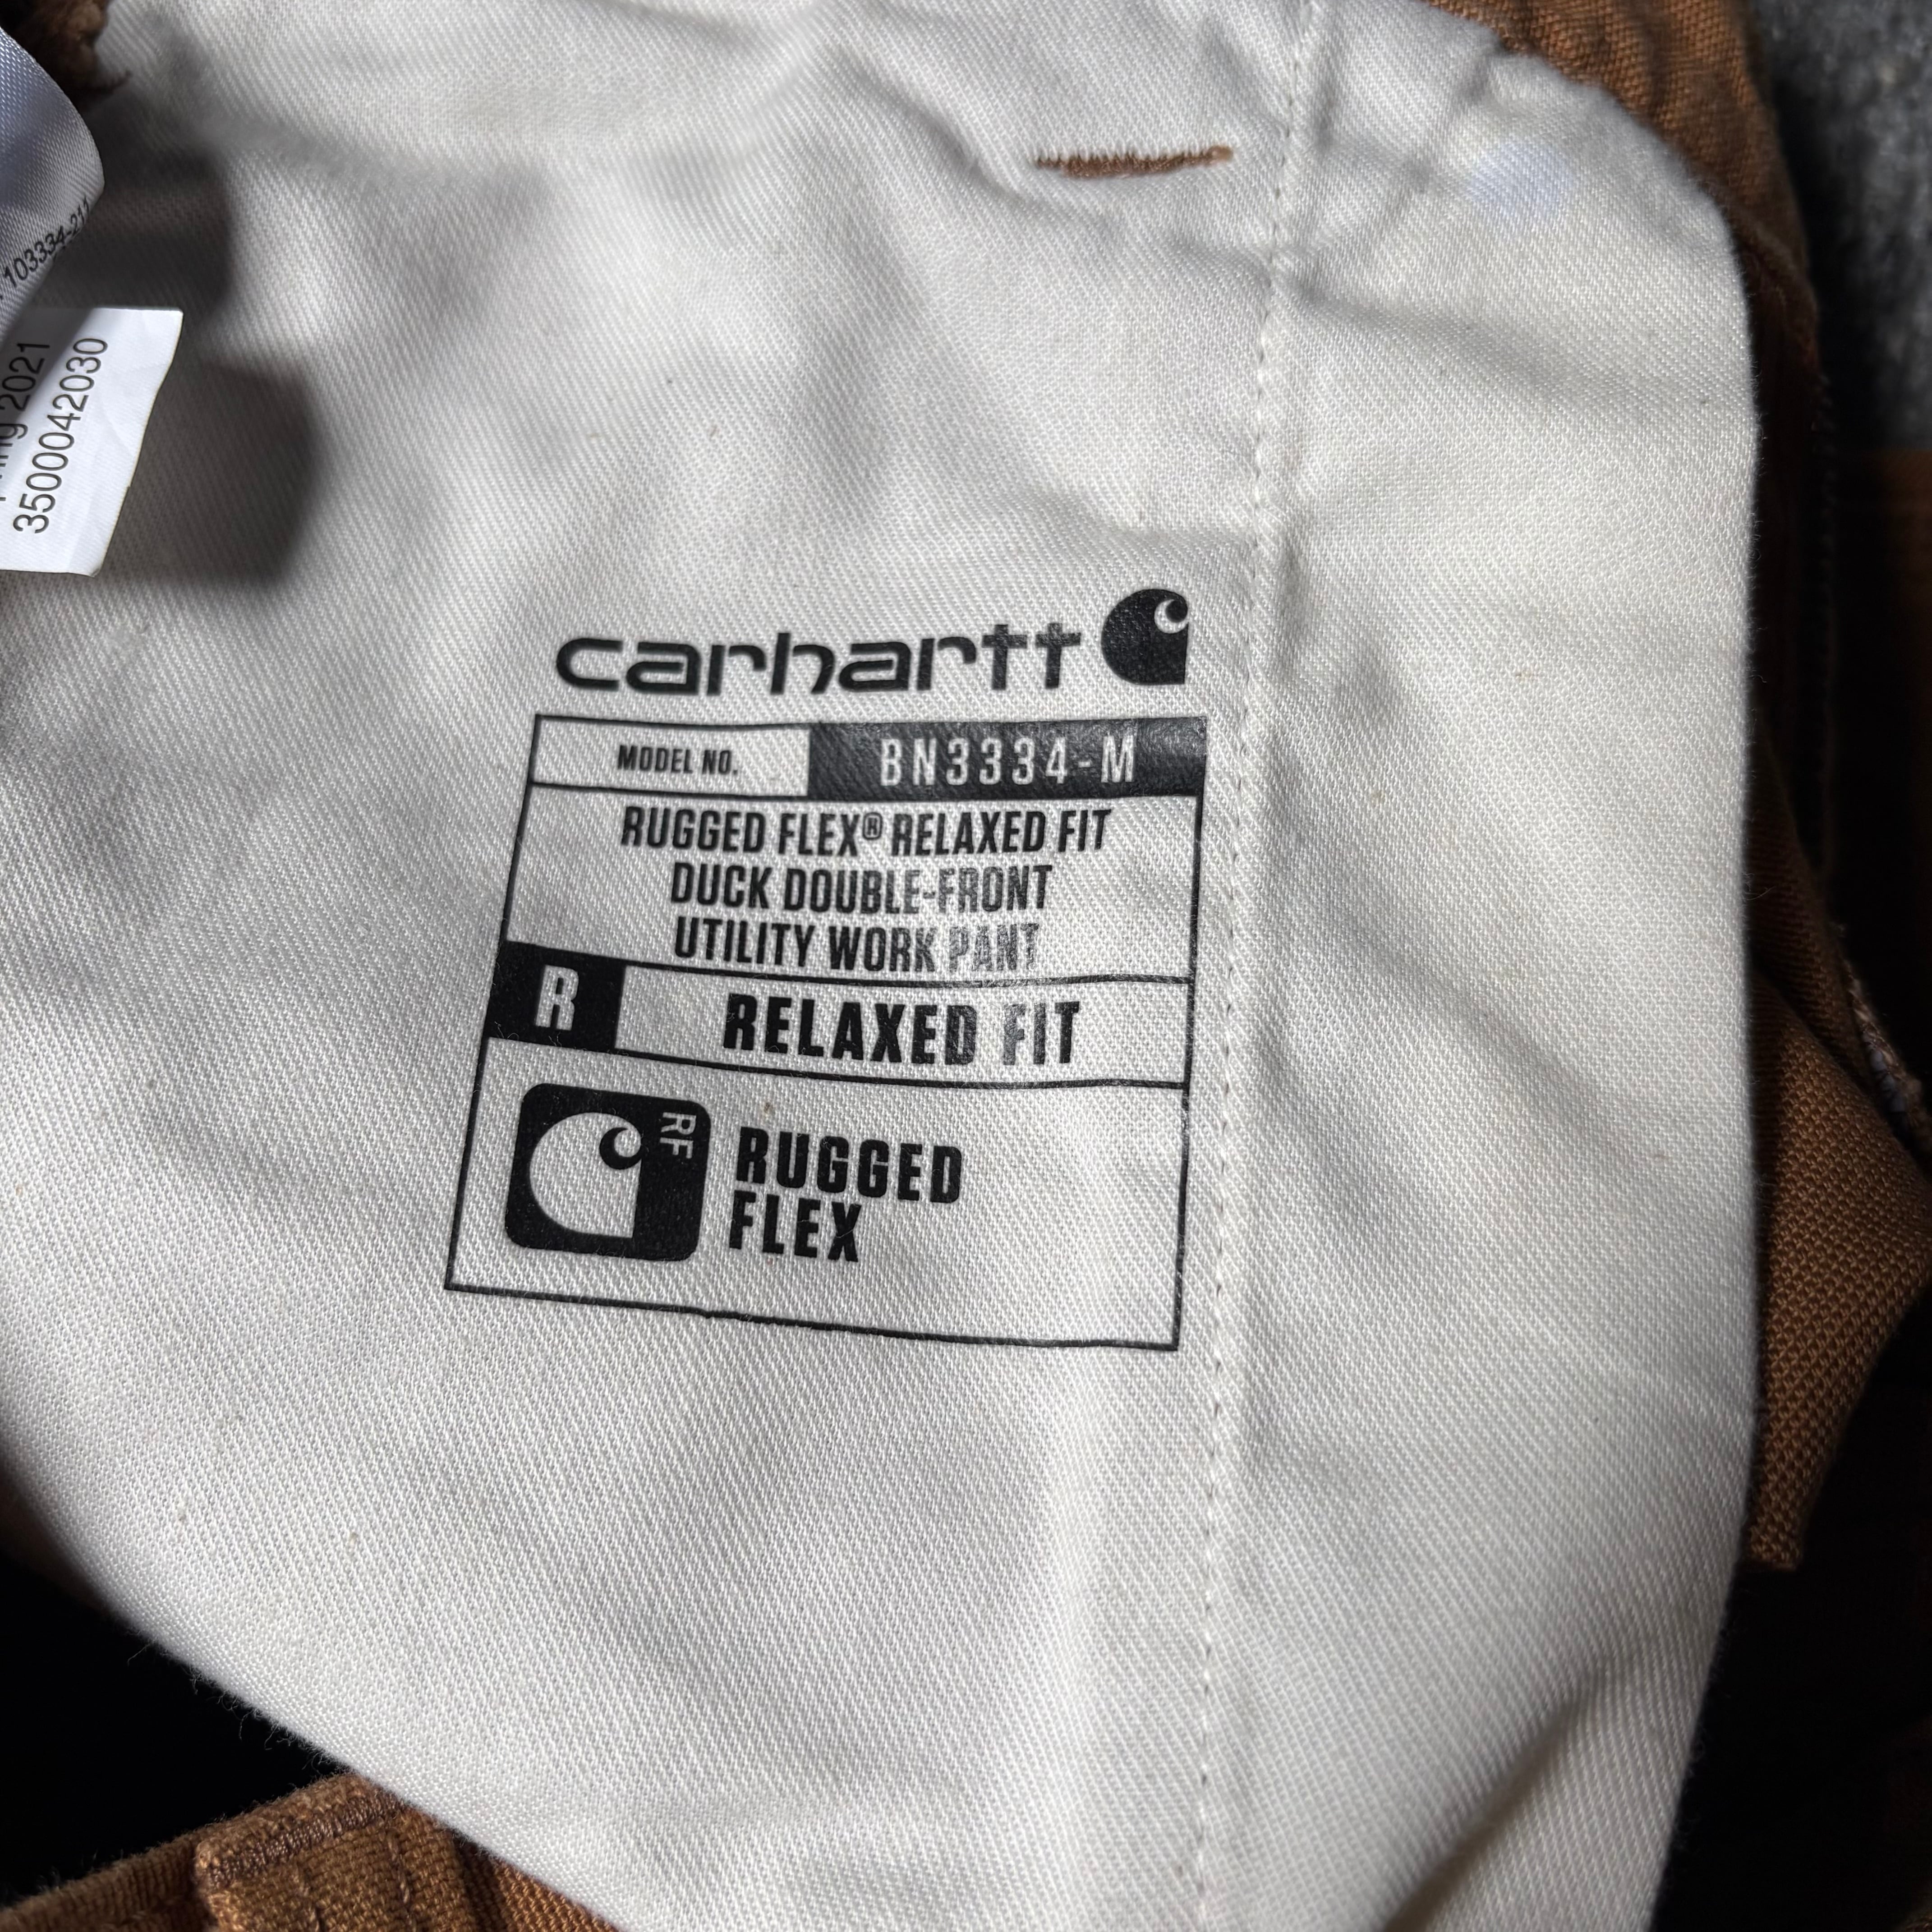 103334-211
2021
3500042030
carhartt
MODEL NO. BN3334-M
RUGGED FLEX® RELAXED FIT
DUCK DOUBLE-FRONT
UTILITY WORK PANT
R RELAXED FIT
RF
RUGGED
FLEX